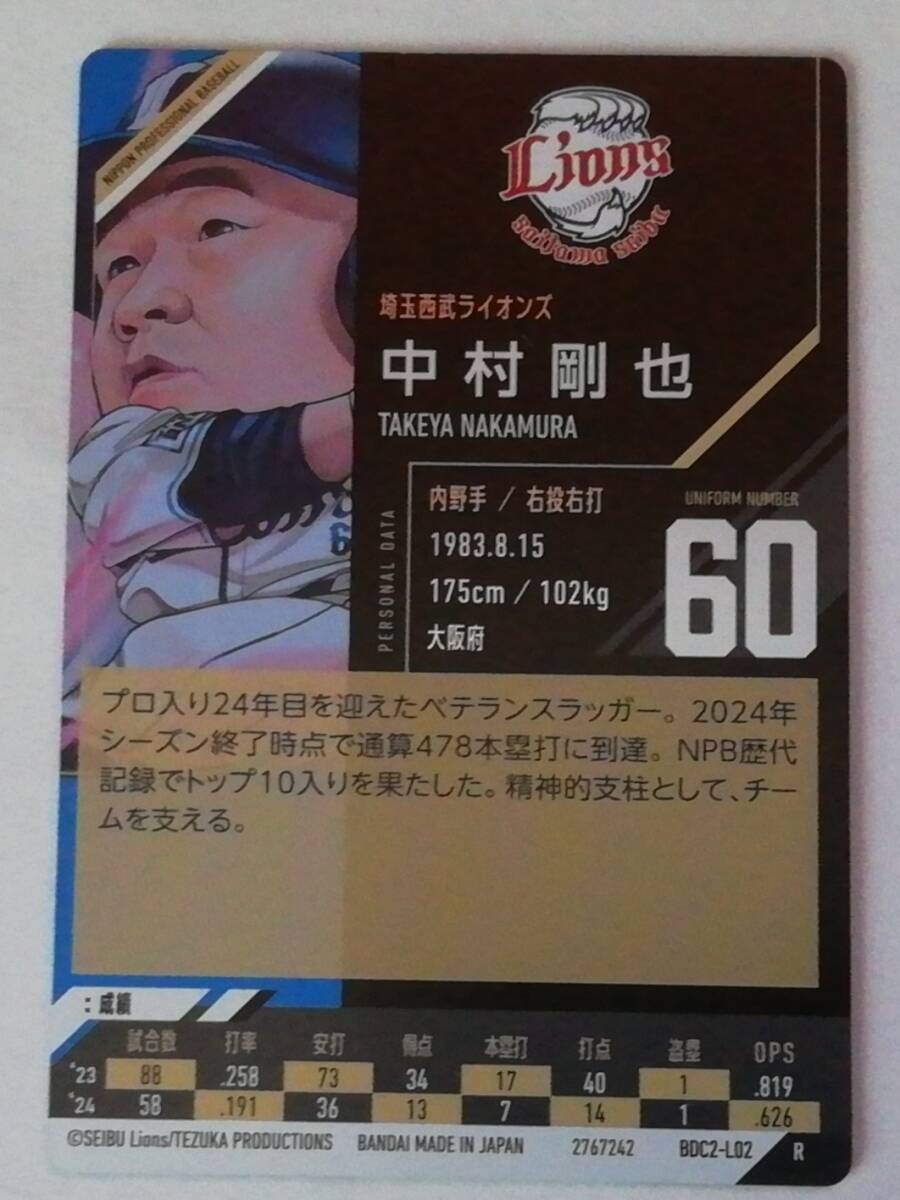 NIPPON PROFESSIONAL BASEBALL
Lions
Saitama Seibu
埼玉西武ライオンズ
中村剛也
TAKEYA NAKAMURA
PERSONAL DATA
内野手 / 右投右打
1983.8.15
175cm / 102kg
大阪府
UNIFORM NUMBER
60
プロ入り24年目を迎えたベテランスラッガー。2024年
シーズン終了時点で通算478本塁打に到達。NPB歴代
記録でトップ10入りを果たした。精神的支柱として、チー
ムを支える。
:成績
試合数 打率 安打 得点 本塁打 打点 盗塁 OPS
'23 88 .258 73 34 17 40 1 .819
'24 58 .191 36 13 7 14 1 .626
©SEIBU Lions/TEZUKA PRODUCTIONS BANDAI MADE IN JAPAN 2767242 BDC2-L02 R